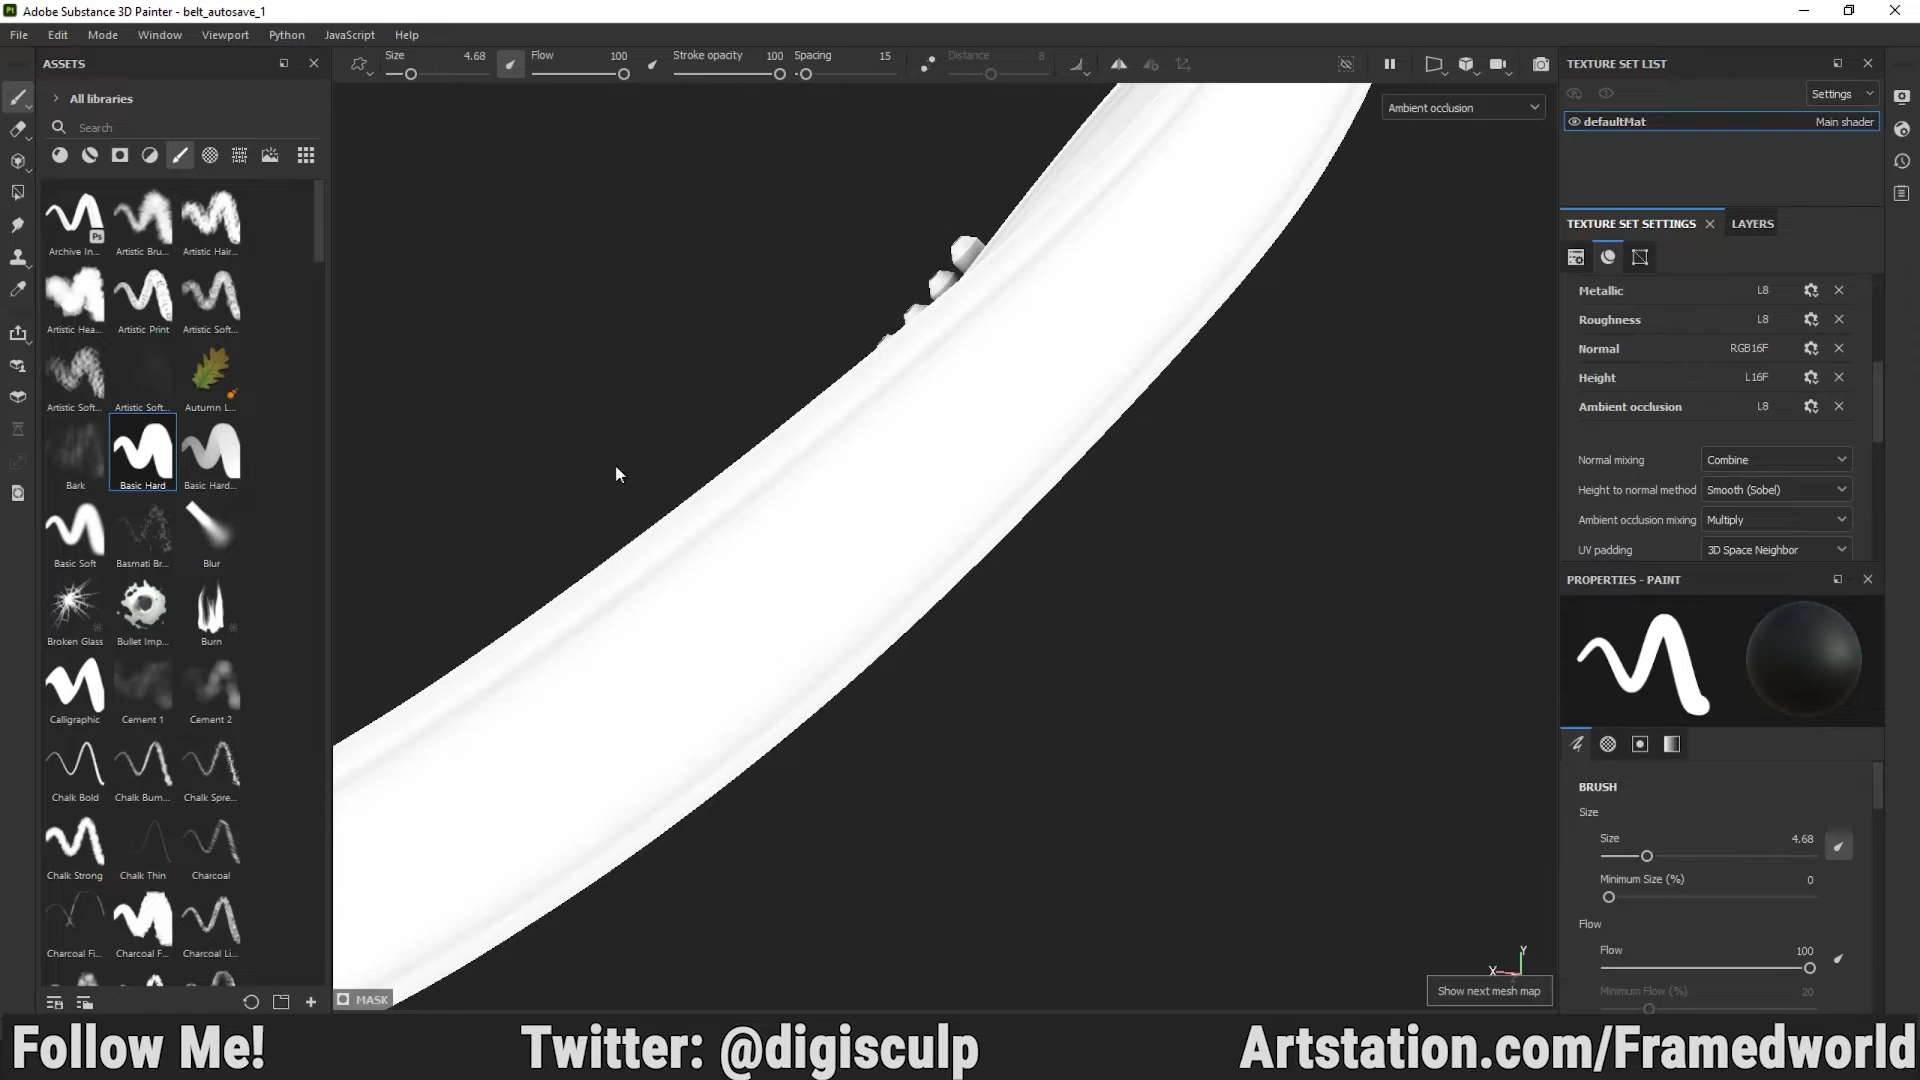 Adobe Substance 3D Painter - belt_autosave_1
File Edit Mode Window Viewport Python JavaScript Help
ASSETS
All libraries
Search
Archive In...
Artistic Bru...
Artistic Hair...
Artistic Hea...
Artistic Print
Artistic Soft...
Artistic Soft...
Artistic Soft...
Autumn L...
Bark
Basic Hard
Basic Hard...
Basic Soft
Basmati Br...
Blur
Broken Glass
Bullet Imp...
Burn
Calligraphic
Cement 1
Cement 2
Chalk Bold
Chalk Bum...
Chalk Spre...
Chalk Strong
Chalk Thin
Charcoal
Charcoal Fi...
Charcoal F...
Charcoal Li...
Size 4.68
Flow 100
Stroke opacity 100
Spacing 15
Distance 8
Ambient occlusion
MASK
Y
X
Show next mesh map
TEXTURE SET LIST
Settings
defaultMat Main shader
TEXTURE SET SETTINGS
LAYERS
Metallic L8
Roughness L8
Normal RGB16F
Height L16F
Ambient occlusion L8
Normal mixing Combine
Height to normal method Smooth (Sobel)
Ambient occlusion mixing Multiply
UV padding 3D Space Neighbor
PROPERTIES - PAINT
BRUSH
Size
Size 4.68
Minimum Size (%) 0
Flow
Flow 100
Minimum Flow (%) 20
Follow Me!
Twitter: @digisculp
Artstation.com/Framedworld